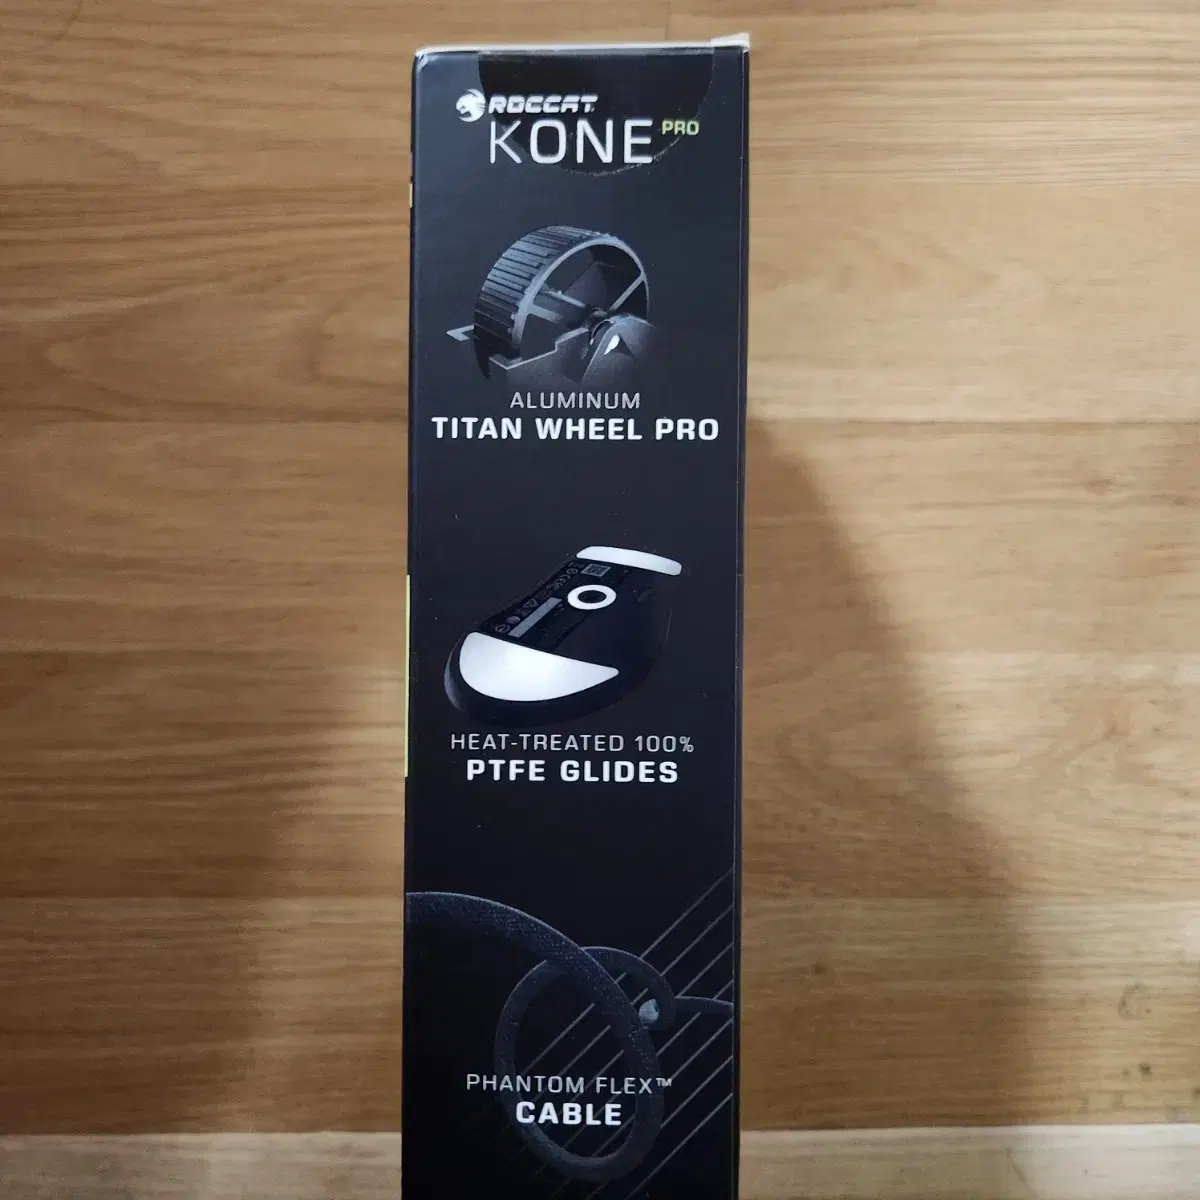 ROCCAT
KONE PRO
ALUMINUM
TITAN WHEEL PRO
HEAT-TREATED 100%
PTFE GLIDES
PHANTOM FLEX™
CABLE